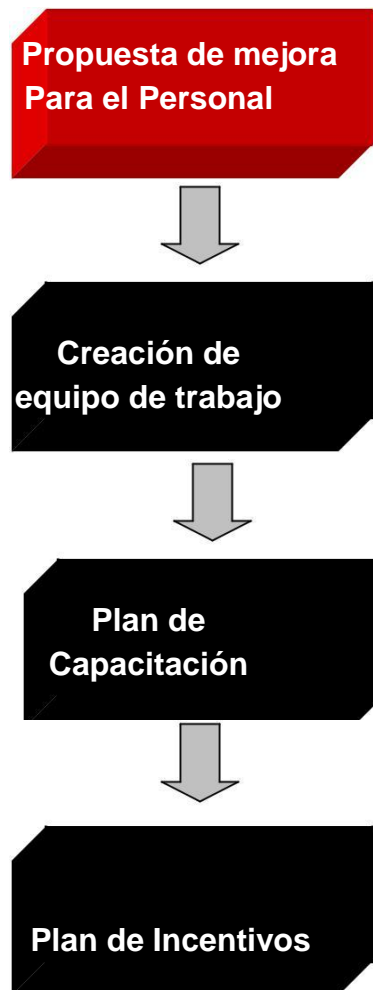 Propuesta de mejora
Para el Personal
Creación de
equipo de trabajo
Plan de
Capacitación
Plan de Incentivos